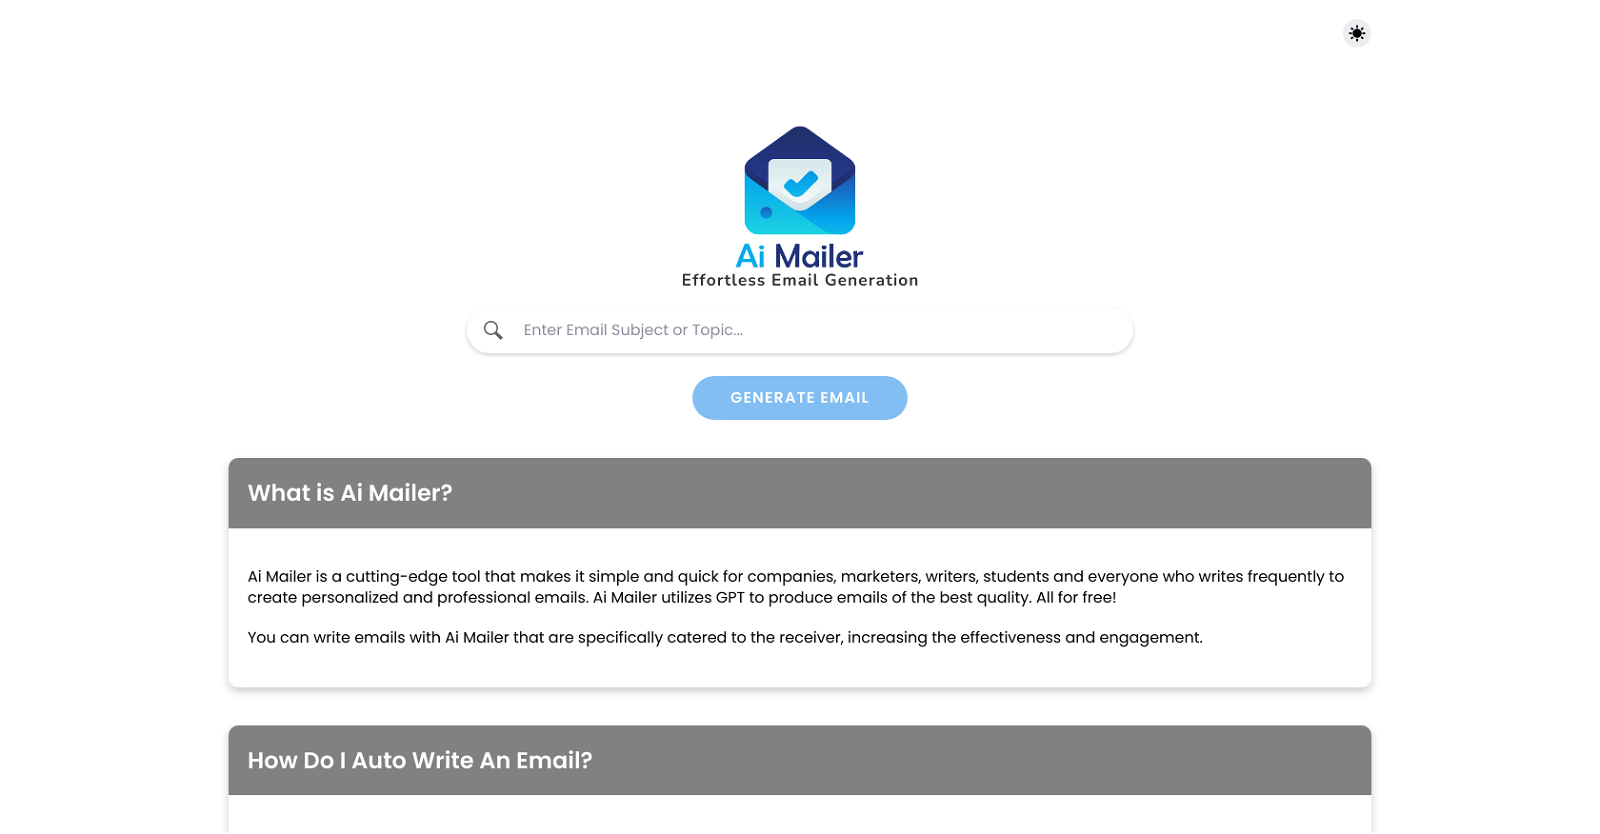 Ai Mailer
Effortless Email Generation
Enter Email Subject or Topic...
GENERATE EMAIL
What is Ai Mailer?
Ai Mailer is a cutting-edge tool that makes it simple and quick for companies, marketers, writers, students and everyone who writes frequently to
create personalized and professional emails. Ai Mailer utilizes GPT to produce emails of the best quality. All for free!
You can write emails with Ai Mailer that are specifically catered to the receiver, increasing the effectiveness and engagement.
How Do I Auto Write An Email?